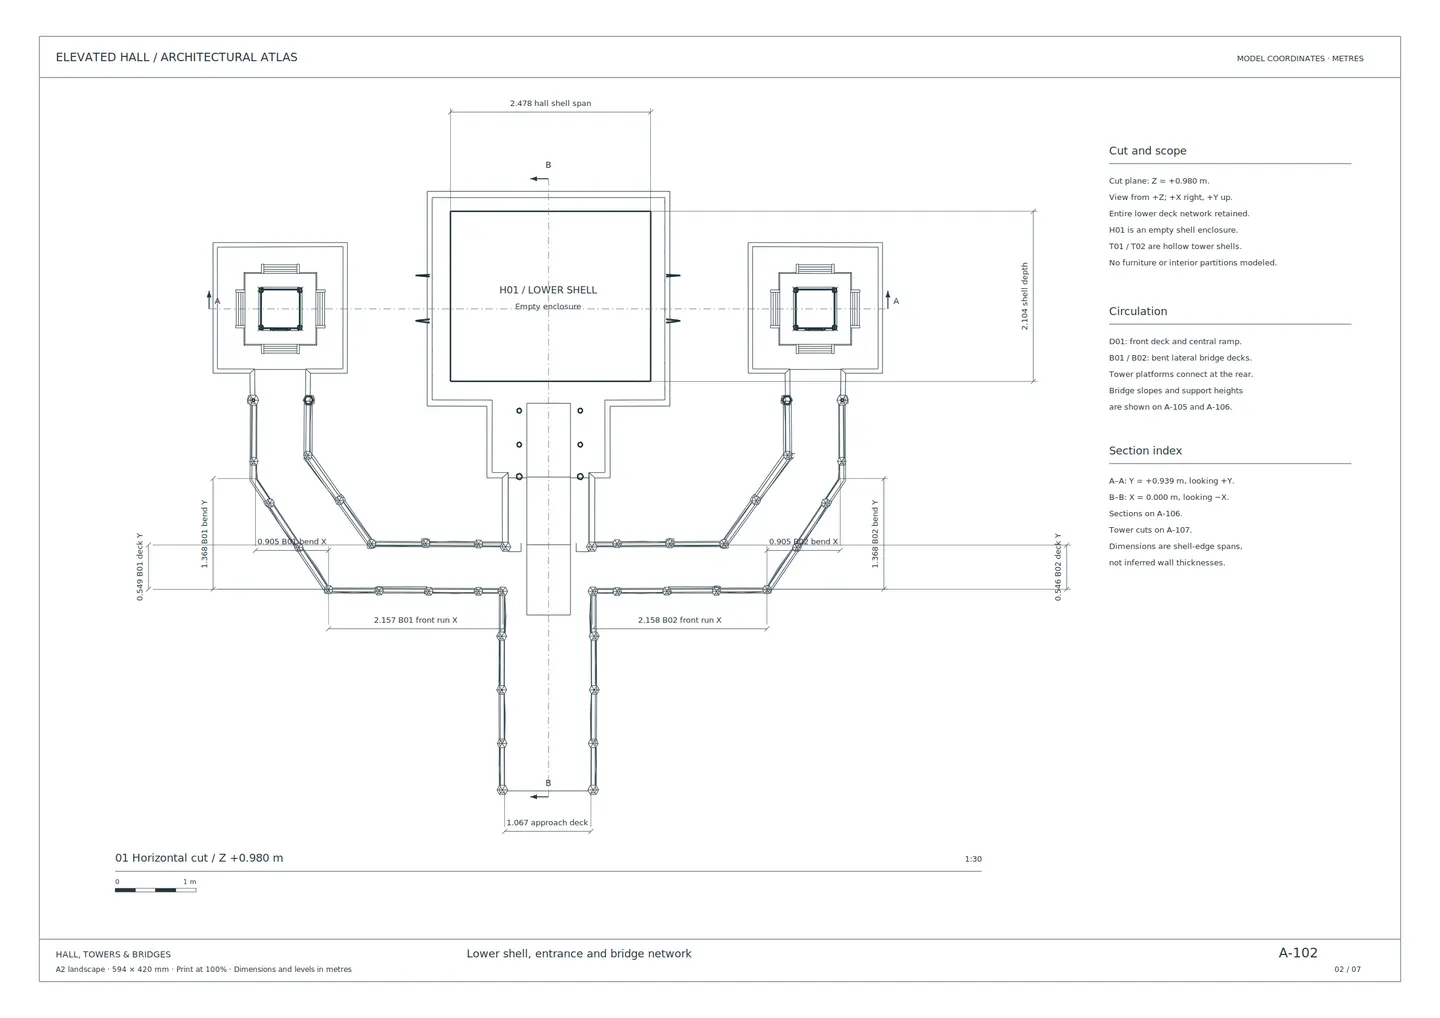 ELEVATED HALL / ARCHITECTURAL ATLAS
MODEL COORDINATES · METRES
2.478 hall shell span
B
Cut and scope
Cut plane: Z = +0.980 m.
View from +Z; +X right, +Y up.
Entire lower deck network retained.
H01 is an empty shell enclosure.
T01 / T02 are hollow tower shells.
No furniture or interior partitions modeled.
H01 / LOWER SHELL
Empty enclosure
A
A
2.104 shell depth
Circulation
D01: front deck and central ramp.
B01 / B02: bent lateral bridge decks.
Tower platforms connect at the rear.
Bridge slopes and support heights
are shown on A-105 and A-106.
Section index
A–A: Y = +0.939 m, looking +Y.
B–B: X = 0.000 m, looking −X.
Sections on A-106.
Tower cuts on A-107.
Dimensions are shell-edge spans,
not inferred wall thicknesses.
0.549 B01 deck Y
1.368 B01 bend Y
0.905 B01 bend X
0.905 B02 bend X
1.368 B02 bend Y
0.546 B02 deck Y
2.157 B01 front run X
2.158 B02 front run X
B
1.067 approach deck
01 Horizontal cut / Z +0.980 m
1:30
0 1 m
HALL, TOWERS & BRIDGES
A2 landscape · 594 × 420 mm · Print at 100% · Dimensions and levels in metres
Lower shell, entrance and bridge network
A-102
02 / 07